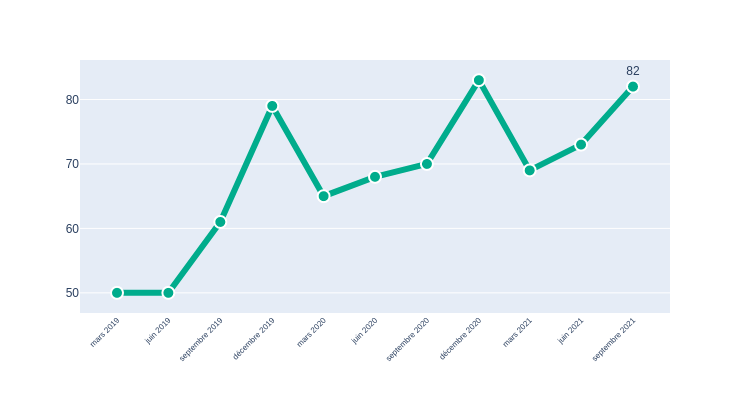 82
80
70
60
50
mars 2019
juin 2019
septembre 2019
décembre 2019
mars 2020
juin 2020
septembre 2020
décembre 2020
mars 2021
juin 2021
septembre 2021